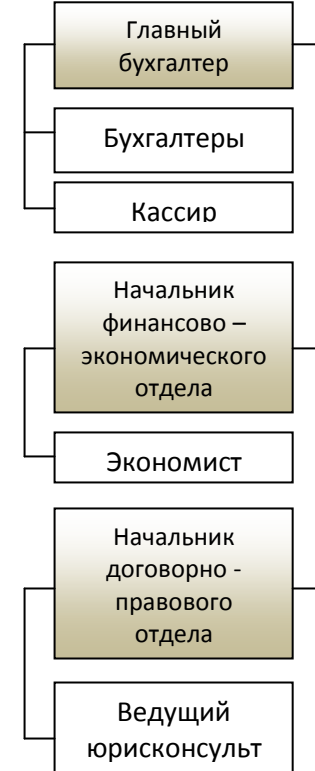 Главный
бухгалтер
Бухгалтеры
Кассир
Начальник
финансово –
экономического
отдела
Экономист
Начальник
договорно -
правового
отдела
Ведущий
юрисконсульт